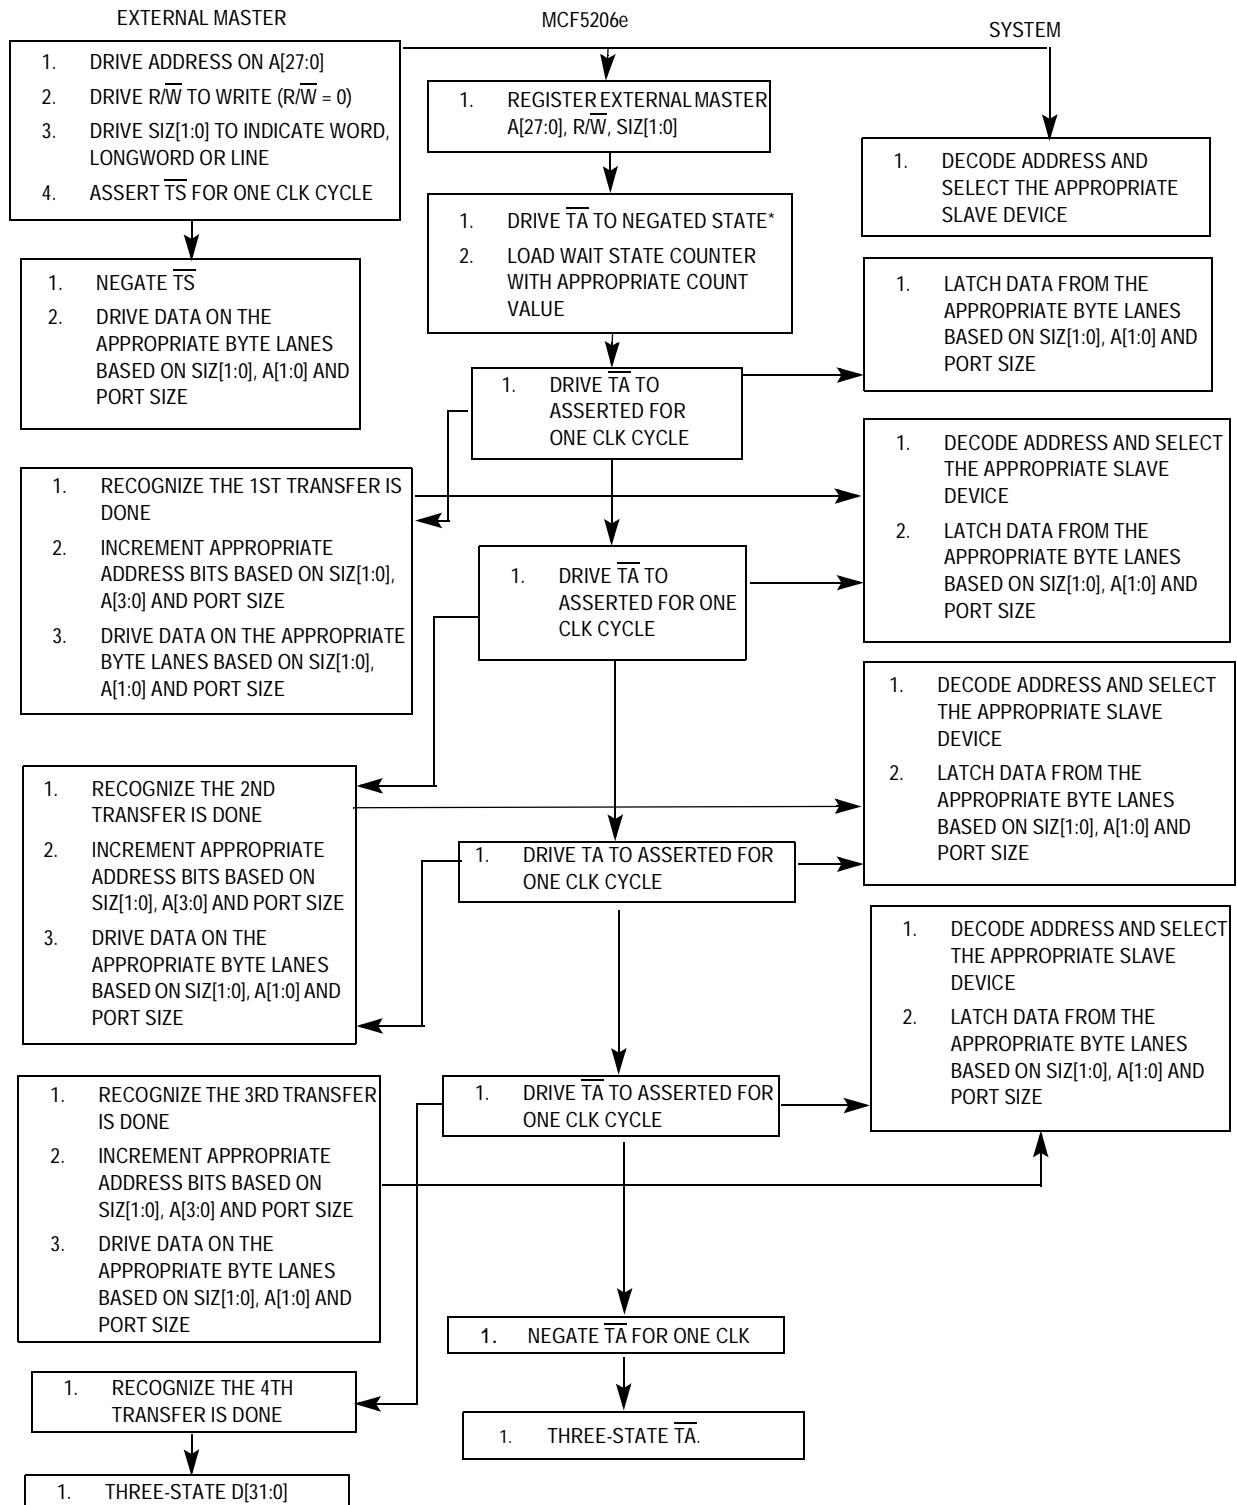 EXTERNAL MASTER
MCF5206e
SYSTEM
1. DRIVE ADDRESS ON A[27:0]
2. DRIVE R/W̅ TO WRITE (R/W̅ = 0)
3. DRIVE SIZ[1:0] TO INDICATE WORD,
LONGWORD OR LINE
4. ASSERT T̅S̅ FOR ONE CLK CYCLE
1. REGISTER EXTERNAL MASTER
A[27:0], R/W̅, SIZ[1:0]
1. DECODE ADDRESS AND
SELECT THE APPROPRIATE
SLAVE DEVICE
1. DRIVE T̅A̅ TO NEGATED STATE*
2. LOAD WAIT STATE COUNTER
WITH APPROPRIATE COUNT
VALUE
1. NEGATE T̅S̅
2. DRIVE DATA ON THE
APPROPRIATE BYTE LANES
BASED ON SIZ[1:0], A[1:0] AND
PORT SIZE
1. LATCH DATA FROM THE
APPROPRIATE BYTE LANES
BASED ON SIZ[1:0], A[1:0] AND
PORT SIZE
1. DRIVE T̅A̅ TO
ASSERTED FOR
ONE CLK CYCLE
1. RECOGNIZE THE 1ST TRANSFER IS
DONE
2. INCREMENT APPROPRIATE
ADDRESS BITS BASED ON SIZ[1:0],
A[3:0] AND PORT SIZE
3. DRIVE DATA ON THE APPROPRIATE
BYTE LANES BASED ON SIZ[1:0],
A[1:0] AND PORT SIZE
1. DECODE ADDRESS AND SELECT
THE APPROPRIATE SLAVE
DEVICE
2. LATCH DATA FROM THE
APPROPRIATE BYTE LANES
BASED ON SIZ[1:0], A[1:0] AND
PORT SIZE
1. DRIVE T̅A̅ TO
ASSERTED FOR ONE
CLK CYCLE
1. DECODE ADDRESS AND SELECT
THE APPROPRIATE SLAVE
DEVICE
2. LATCH DATA FROM THE
APPROPRIATE BYTE LANES
BASED ON SIZ[1:0], A[1:0] AND
PORT SIZE
1. RECOGNIZE THE 2ND
TRANSFER IS DONE
2. INCREMENT APPROPRIATE
ADDRESS BITS BASED ON
SIZ[1:0], A[3:0] AND PORT SIZE
3. DRIVE DATA ON THE
APPROPRIATE BYTE LANES
BASED ON SIZ[1:0], A[1:0] AND
PORT SIZE
1. DRIVE TA TO ASSERTED FOR
ONE CLK CYCLE
1. DECODE ADDRESS AND SELECT
THE APPROPRIATE SLAVE
DEVICE
2. LATCH DATA FROM THE
APPROPRIATE BYTE LANES
BASED ON SIZ[1:0], A[1:0] AND
PORT SIZE
1. RECOGNIZE THE 3RD TRANSFER
IS DONE
2. INCREMENT APPROPRIATE
ADDRESS BITS BASED ON
SIZ[1:0], A[3:0] AND PORT SIZE
3. DRIVE DATA ON THE
APPROPRIATE BYTE LANES
BASED ON SIZ[1:0], A[1:0] AND
PORT SIZE
1. DRIVE T̅A̅ TO ASSERTED FOR
ONE CLK CYCLE
1. NEGATE T̅A̅ FOR ONE CLK
1. RECOGNIZE THE 4TH
TRANSFER IS DONE
1. THREE-STATE T̅A̅.
1. THREE-STATE D[31:0]